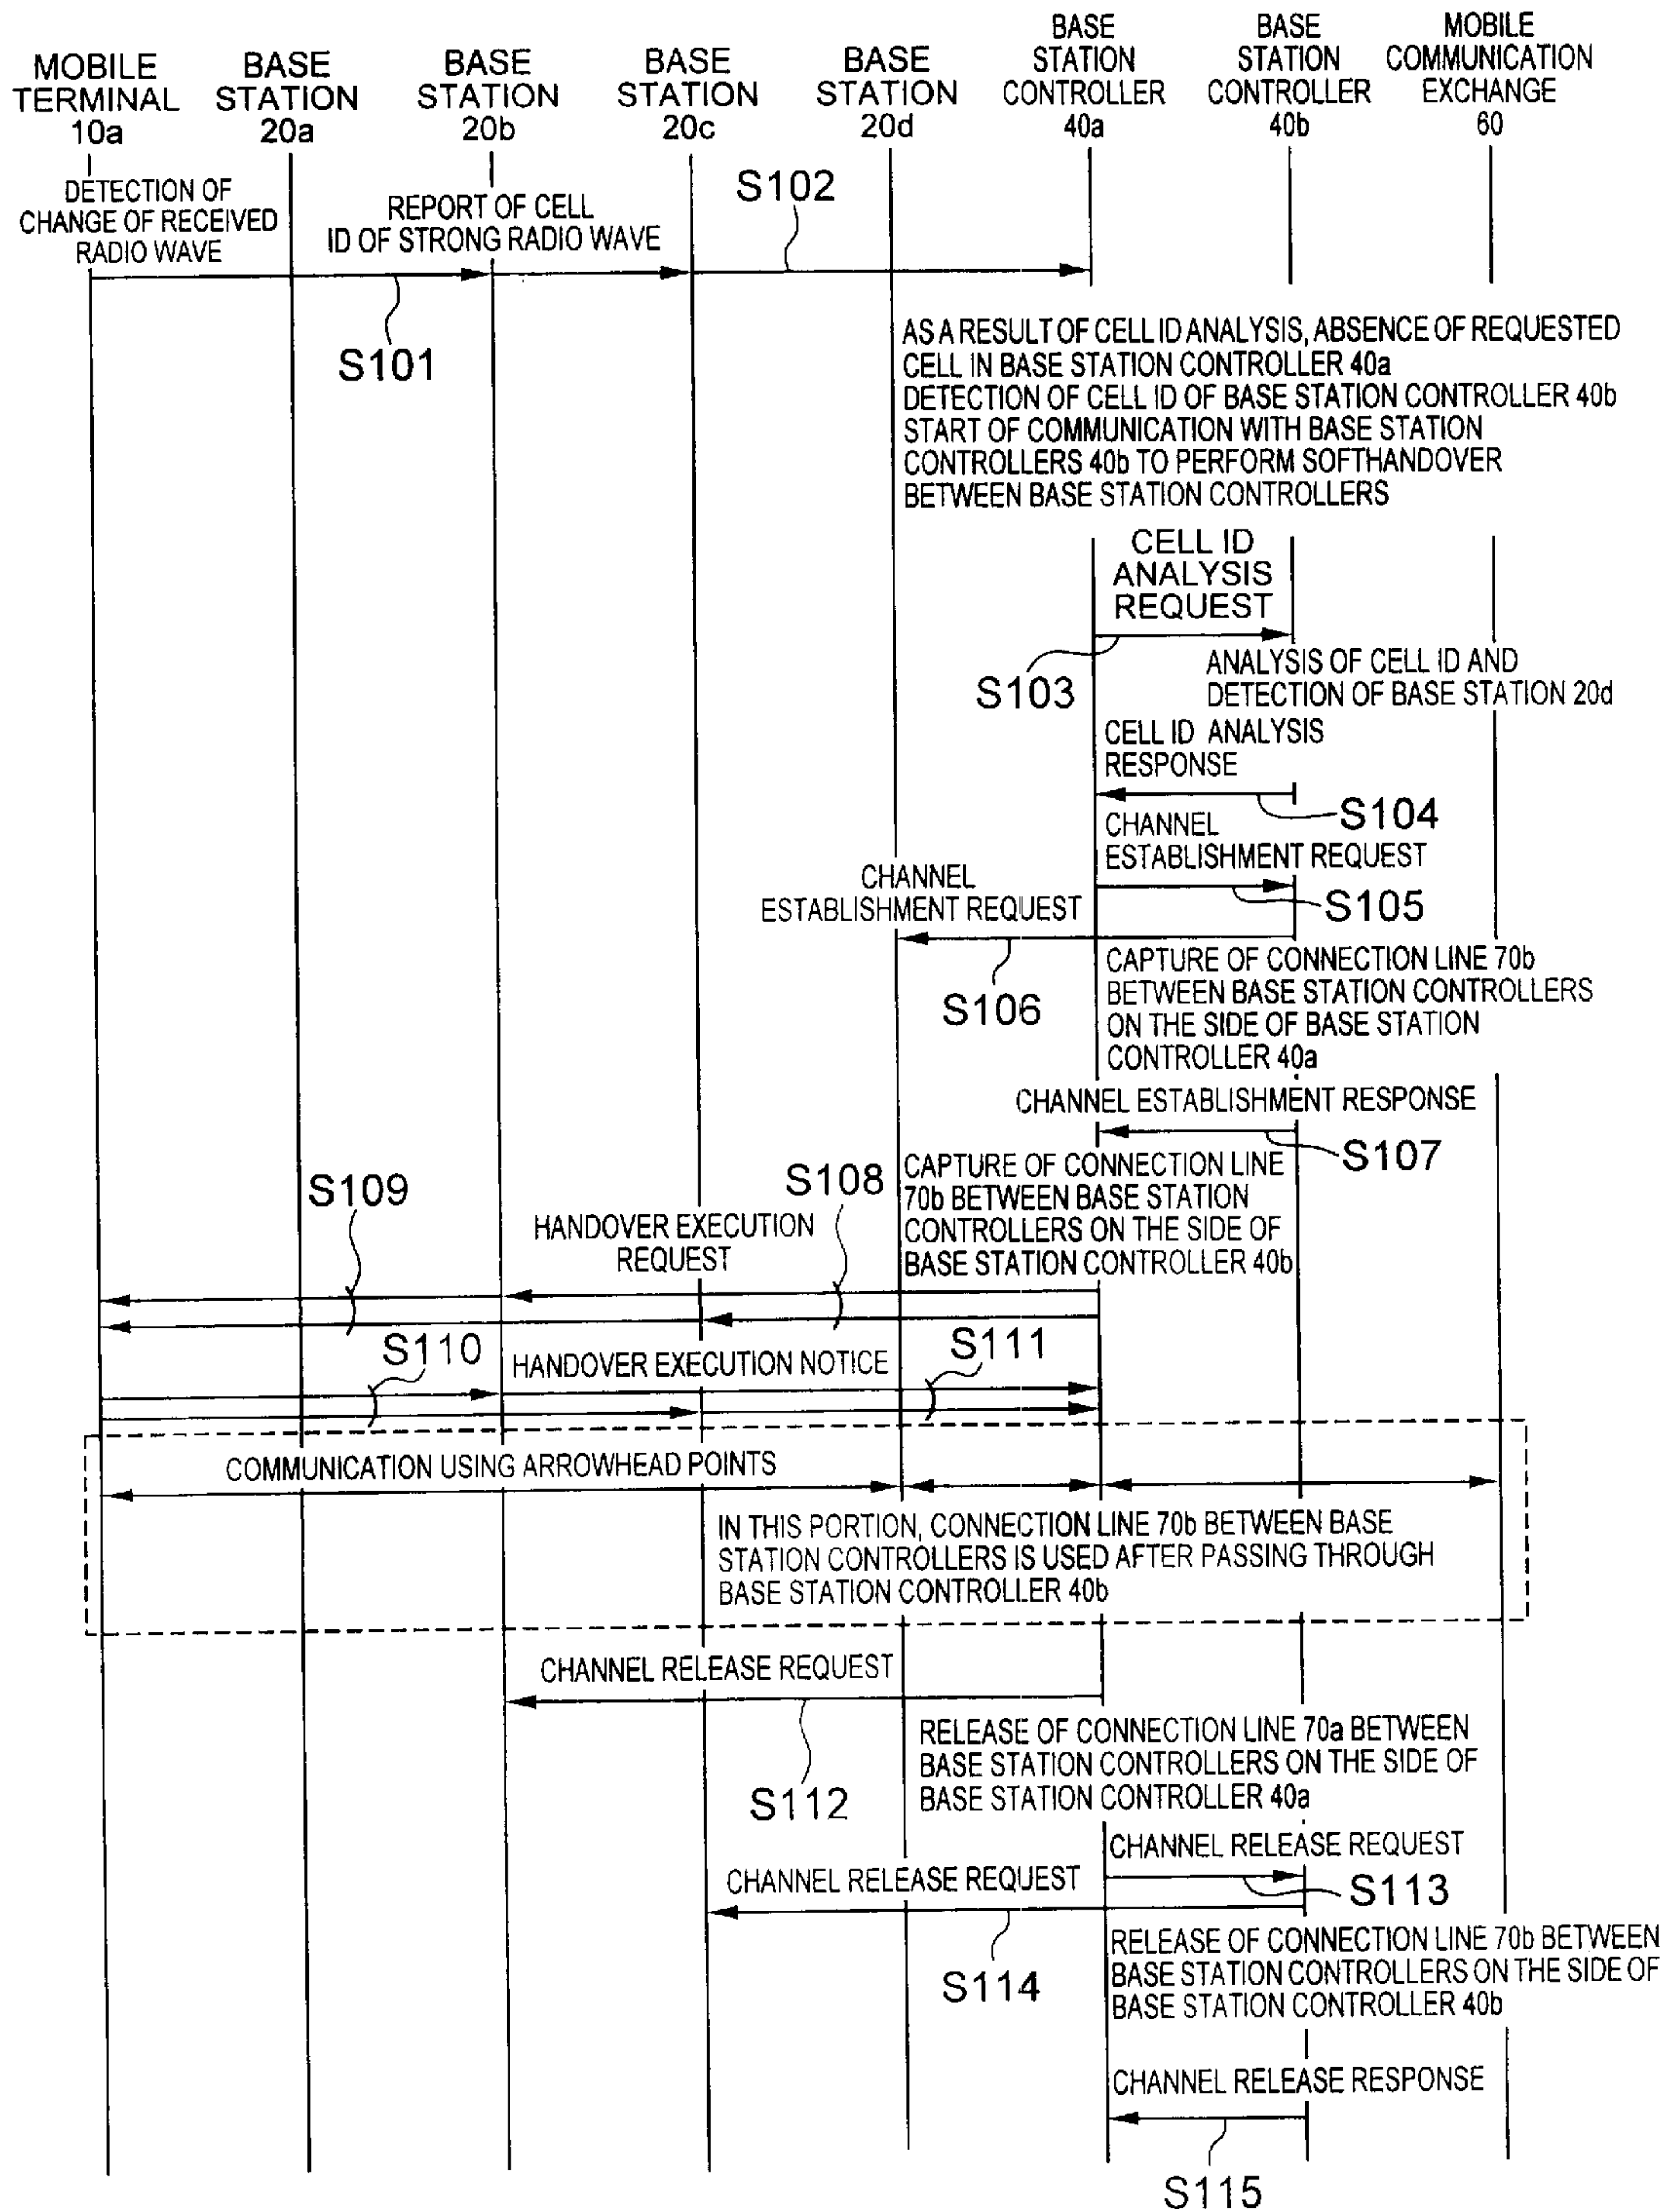 MOBILE
TERMINAL
10a
BASE
STATION
20a
BASE
STATION
20b
BASE
STATION
20c
BASE
STATION
20d
BASE
STATION
CONTROLLER
40a
BASE
STATION
CONTROLLER
40b
MOBILE
COMMUNICATION
EXCHANGE
60
DETECTION OF
CHANGE OF RECEIVED
RADIO WAVE
REPORT OF CELL
ID OF STRONG RADIO WAVE
S102
S101
AS A RESULT OF CELL ID ANALYSIS, ABSENCE OF REQUESTED
CELL IN BASE STATION CONTROLLER 40a
DETECTION OF CELL ID OF BASE STATION CONTROLLER 40b
START OF COMMUNICATION WITH BASE STATION
CONTROLLERS 40b TO PERFORM SOFTHANDOVER
BETWEEN BASE STATION CONTROLLERS
CELL ID
ANALYSIS
REQUEST
S103
ANALYSIS OF CELL ID AND
DETECTION OF BASE STATION 20d
CELL ID ANALYSIS
RESPONSE
S104
CHANNEL
ESTABLISHMENT REQUEST
S105
CHANNEL
ESTABLISHMENT REQUEST
S106
CAPTURE OF CONNECTION LINE 70b
BETWEEN BASE STATION CONTROLLERS
ON THE SIDE OF BASE STATION
CONTROLLER 40a
CHANNEL ESTABLISHMENT RESPONSE
S107
CAPTURE OF CONNECTION LINE
70b BETWEEN BASE STATION
CONTROLLERS ON THE SIDE OF
BASE STATION CONTROLLER 40b
S109
S108
HANDOVER EXECUTION
REQUEST
S110
HANDOVER EXECUTION NOTICE
S111
COMMUNICATION USING ARROWHEAD POINTS
IN THIS PORTION, CONNECTION LINE 70b BETWEEN BASE
STATION CONTROLLERS IS USED AFTER PASSING THROUGH
BASE STATION CONTROLLER 40b
CHANNEL RELEASE REQUEST
S112
RELEASE OF CONNECTION LINE 70a BETWEEN
BASE STATION CONTROLLERS ON THE SIDE OF
BASE STATION CONTROLLER 40a
CHANNEL RELEASE REQUEST
S113
CHANNEL RELEASE REQUEST
S114
RELEASE OF CONNECTION LINE 70b BETWEEN
BASE STATION CONTROLLERS ON THE SIDE OF
BASE STATION CONTROLLER 40b
CHANNEL RELEASE RESPONSE
S115